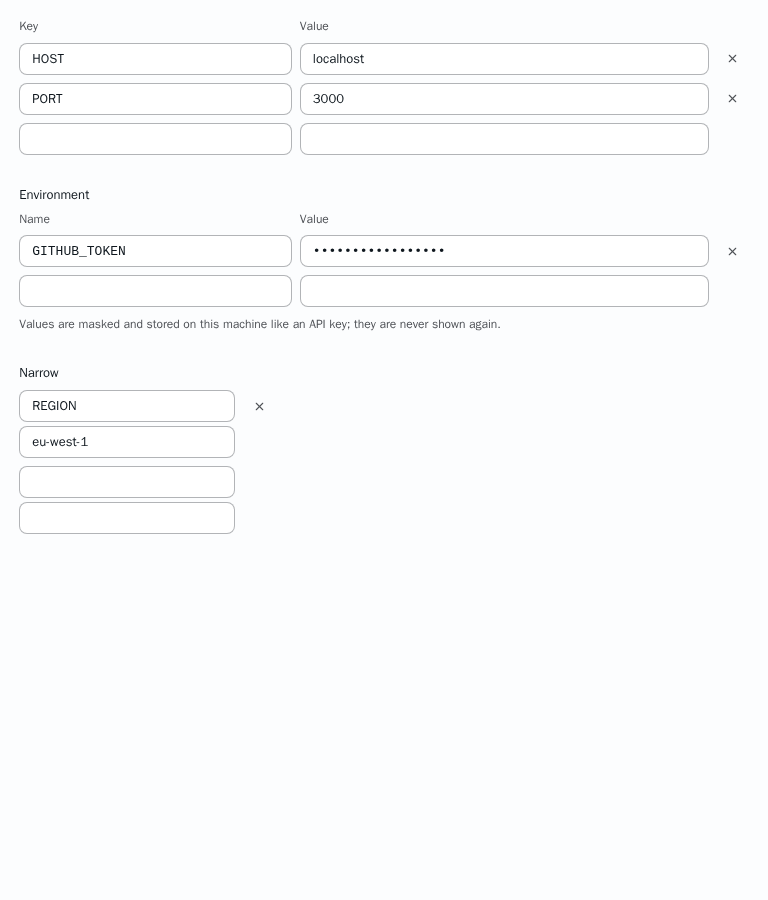 Key Value
HOST localhost ×
PORT 3000 ×
Environment
Name Value
GITHUB_TOKEN ••••••••••••••••• ×
Values are masked and stored on this machine like an API key; they are never shown again.
Narrow
REGION ×
eu-west-1